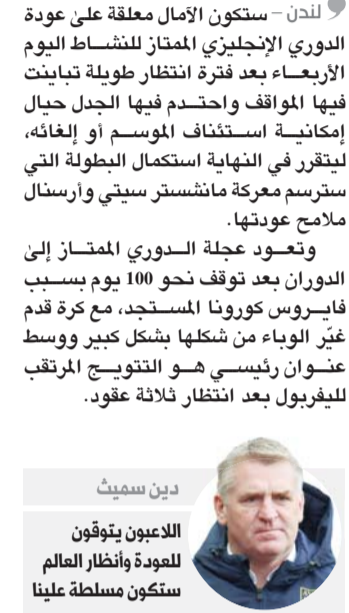 لندن – ستكون الآمال معلقة على عودة
الدوري الإنجليزي الممتاز للنشاط اليوم
الأربعاء بعد فترة انتظار طويلة تباينت
فيها المواقف واحتدم فيها الجدل حيال
إمكانية استئناف الموسم أو إلغائه،
ليتقرر في النهاية استكمال البطولة التي
سترسم معركة مانشستر سيتي وأرسنال
ملامح عودتها.
وتعود عجلة الدوري الممتاز إلى
الدوران بعد توقف نحو 100 يوم بسبب
فايروس كورونا المستجد، مع كرة قدم
غيّر الوباء من شكلها بشكل كبير ووسط
عنوان رئيسي هو التتويج المرتقب
لليفربول بعد انتظار ثلاثة عقود.
دين سميث
اللاعبون يتوقون
للعودة وأنظار العالم
ستكون مسلطة علينا